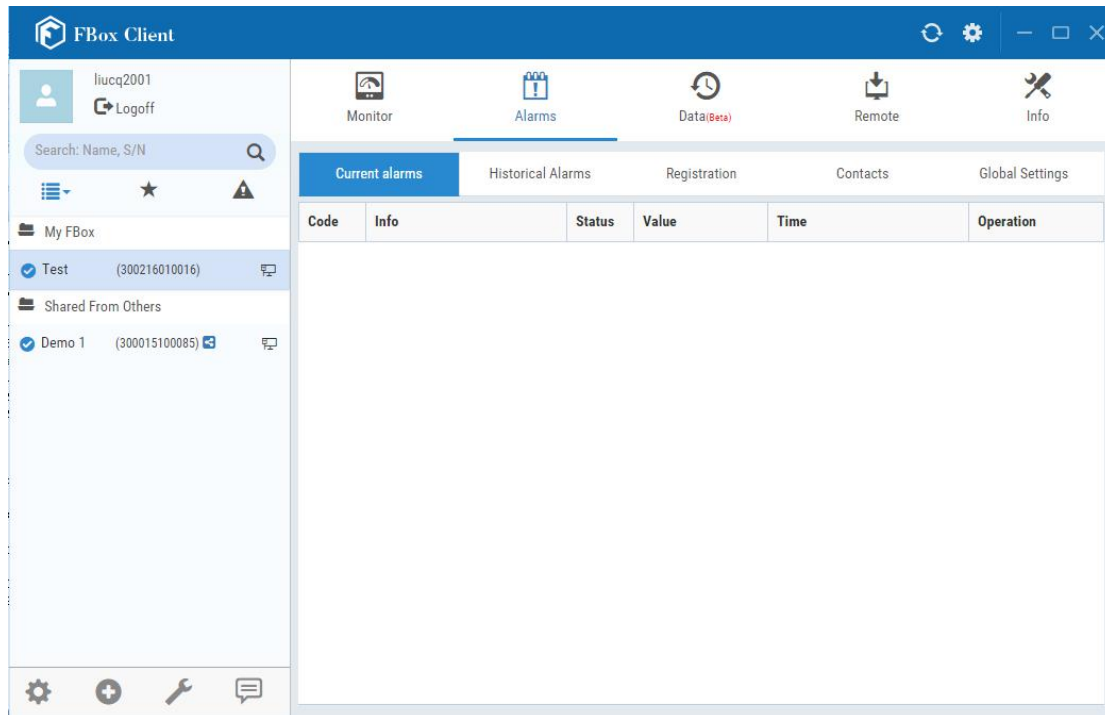 FBox Client
liucq2001
Logoff
Search: Name, S/N
My FBox
Test (300216010016)
Shared From Others
Demo 1 (300015100085)
Monitor Alarms Data(Beta) Remote Info
Current alarms Historical Alarms Registration Contacts Global Settings
Code Info Status Value Time Operation